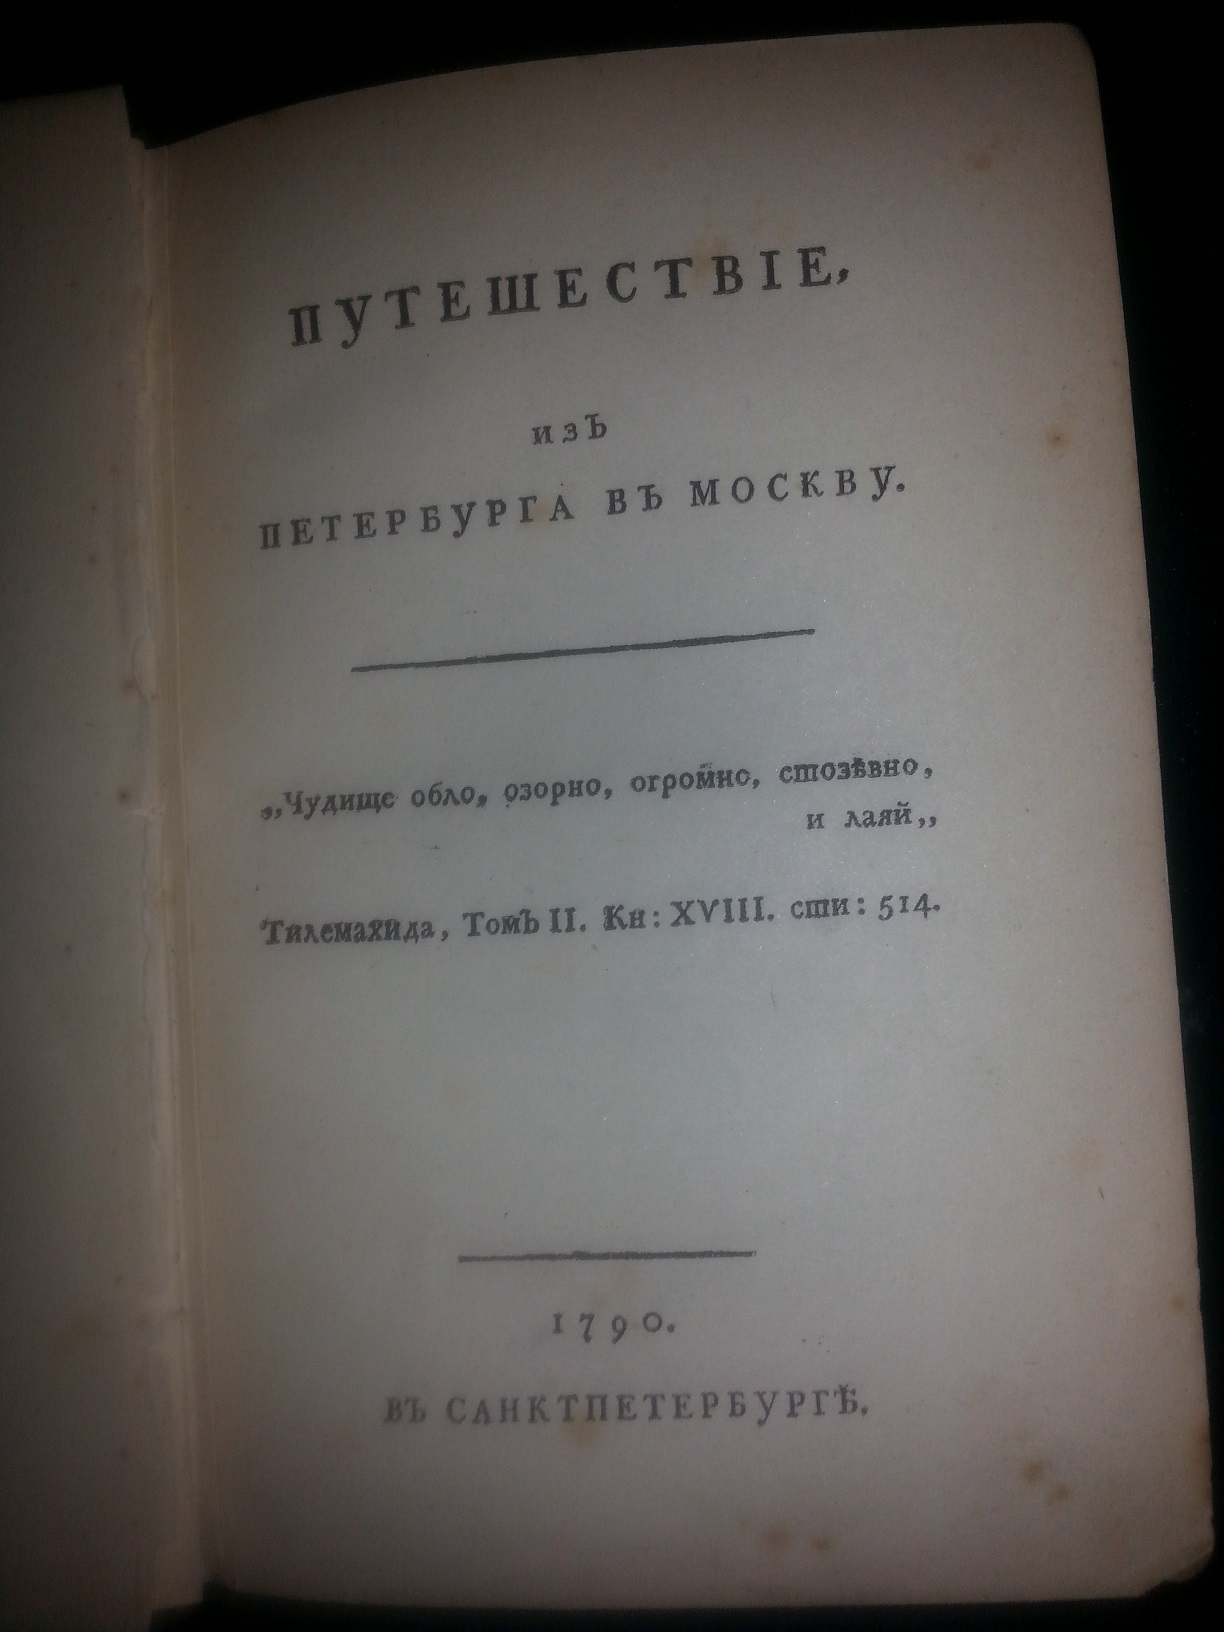 ПУТЕШЕСТВІЕ,
изЪ
ПЕТЕРБУРГА ВЪ МОСКВУ.
„Чудище обло, озорно, огромно, стозѣвно,
и лаяй„
Тилемахида, ТомЪ II. Кн: XVIII. сти: 514.
1790.
ВЪ САНКТПЕТЕРБУРГѢ.